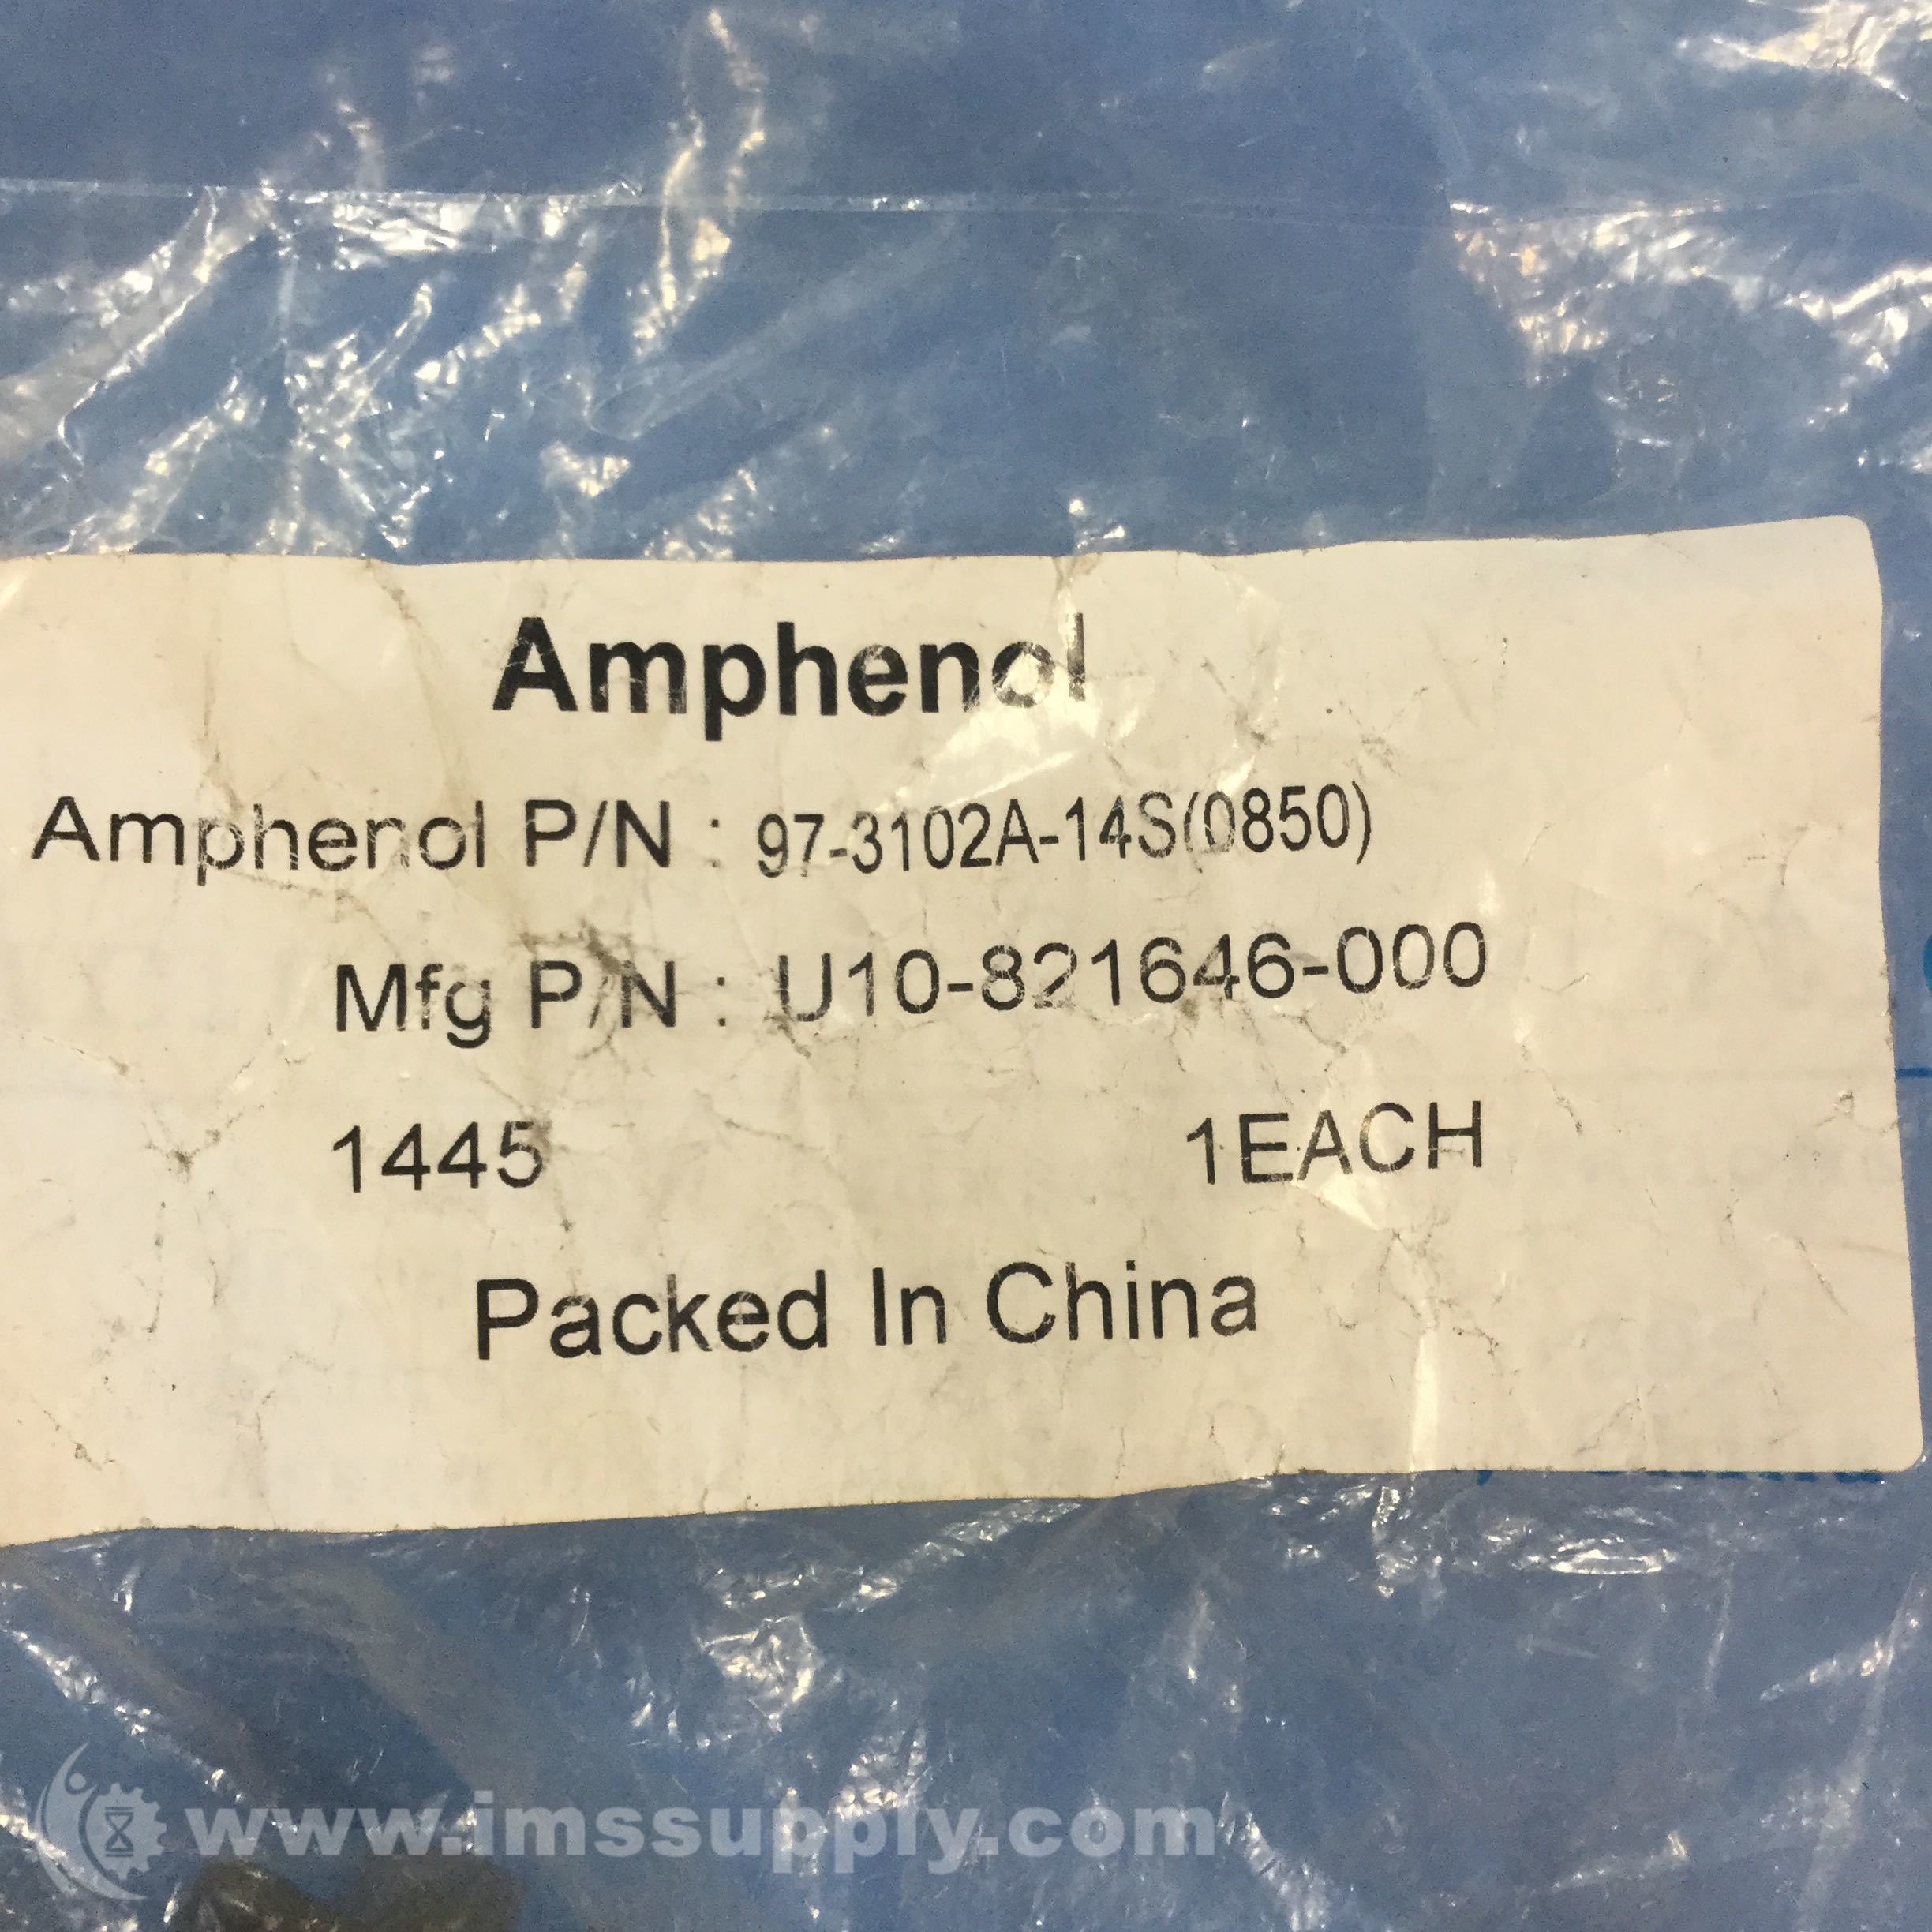 Amphenol
Amphenol P/N : 97-3102A-14S(0850)
Mfg P/N : U10-821646-000
1445 1EACH
Packed In China
www.imssupply.com